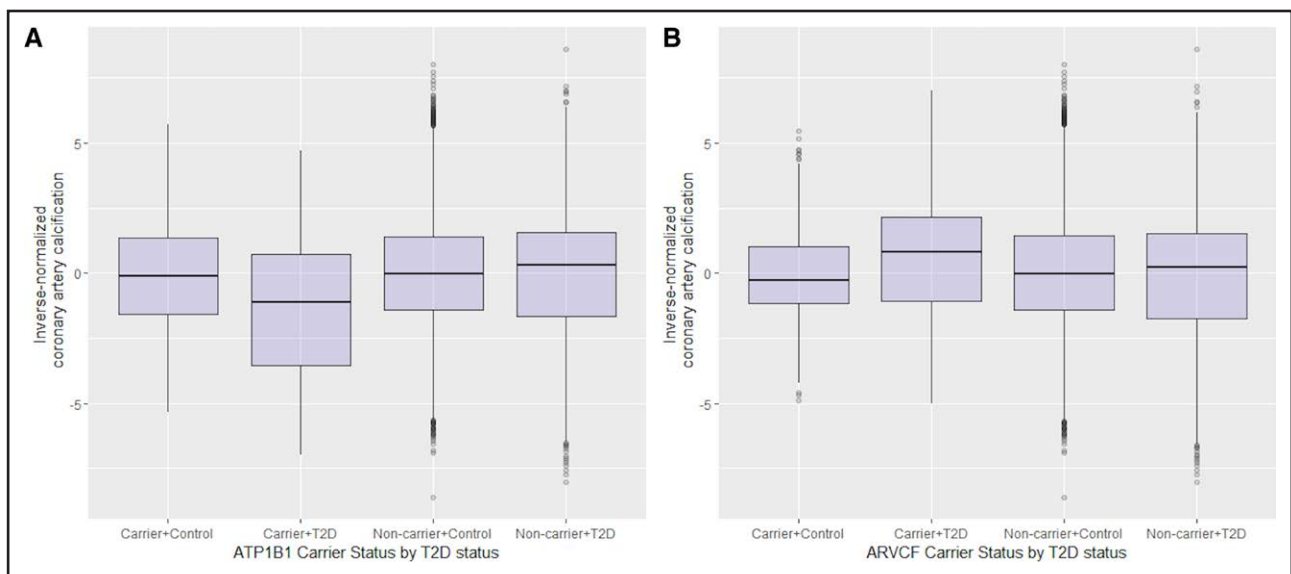 A
Inverse-normalized
coronary artery calcification
5
0
-5
Carrier+Control Carrier+T2D Non-carrier+Control Non-carrier+T2D
ATP1B1 Carrier Status by T2D status
B
Inverse-normalized
coronary artery calcification
5
0
-5
Carrier+Control Carrier+T2D Non-carrier+Control Non-carrier+T2D
ARVCF Carrier Status by T2D status